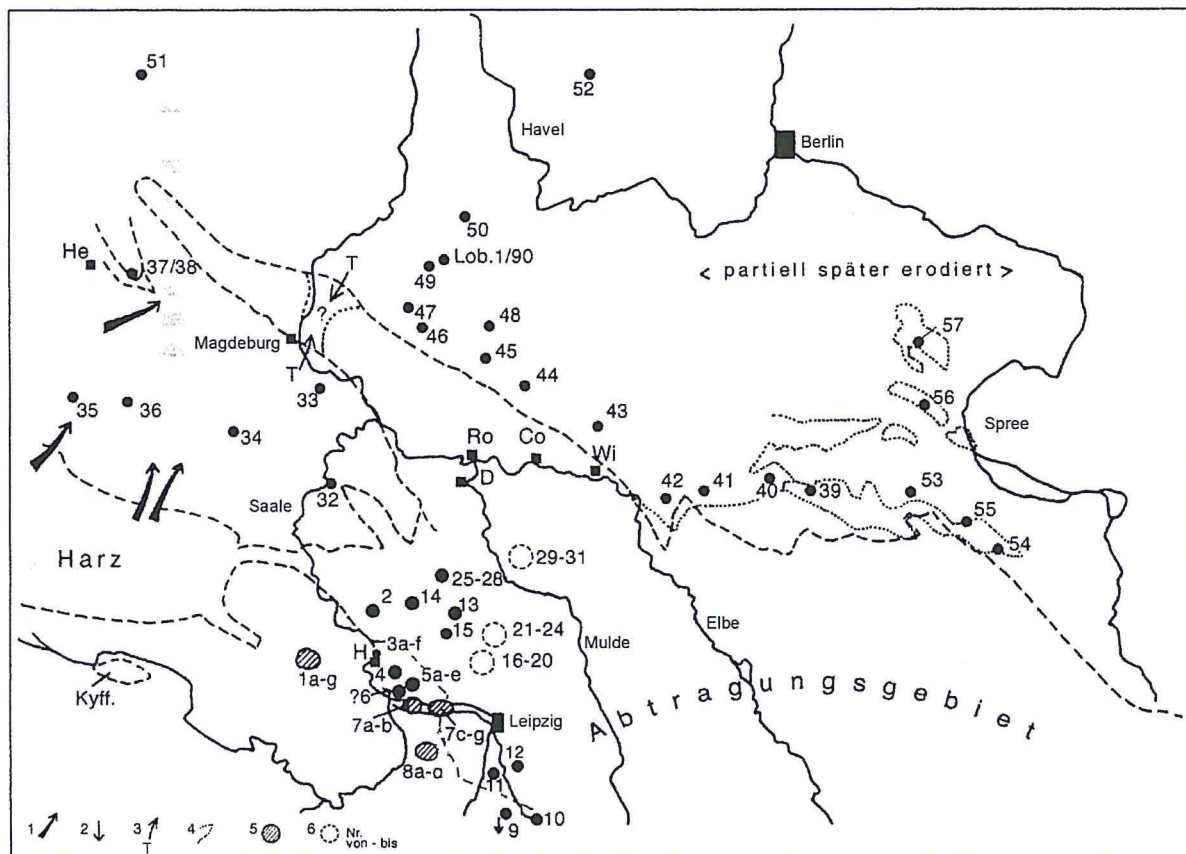 51
52
Havel
Berlin
50
He
37/38
Lob.1/90
49
T
< partiell später erodiert >
?
47
48
46
57
Magdeburg
T
45
44
33
56
35
36
43
34
Spree
Ro
Co
Wi
D
42
41
40
39
53
32
Saale
55
54
Harz
29-31
25-28
2
14
13
15
21-24
Mulde
Elbe
3a-f
H
16-20
1a-g
4
5a-e
Kyff.
?6
7a-b
7c-g
Leipzig
Abtragungsgebiet
8a-g
12
11
9
10
1
2
3
T
4
5
6
Nr.
von - bis